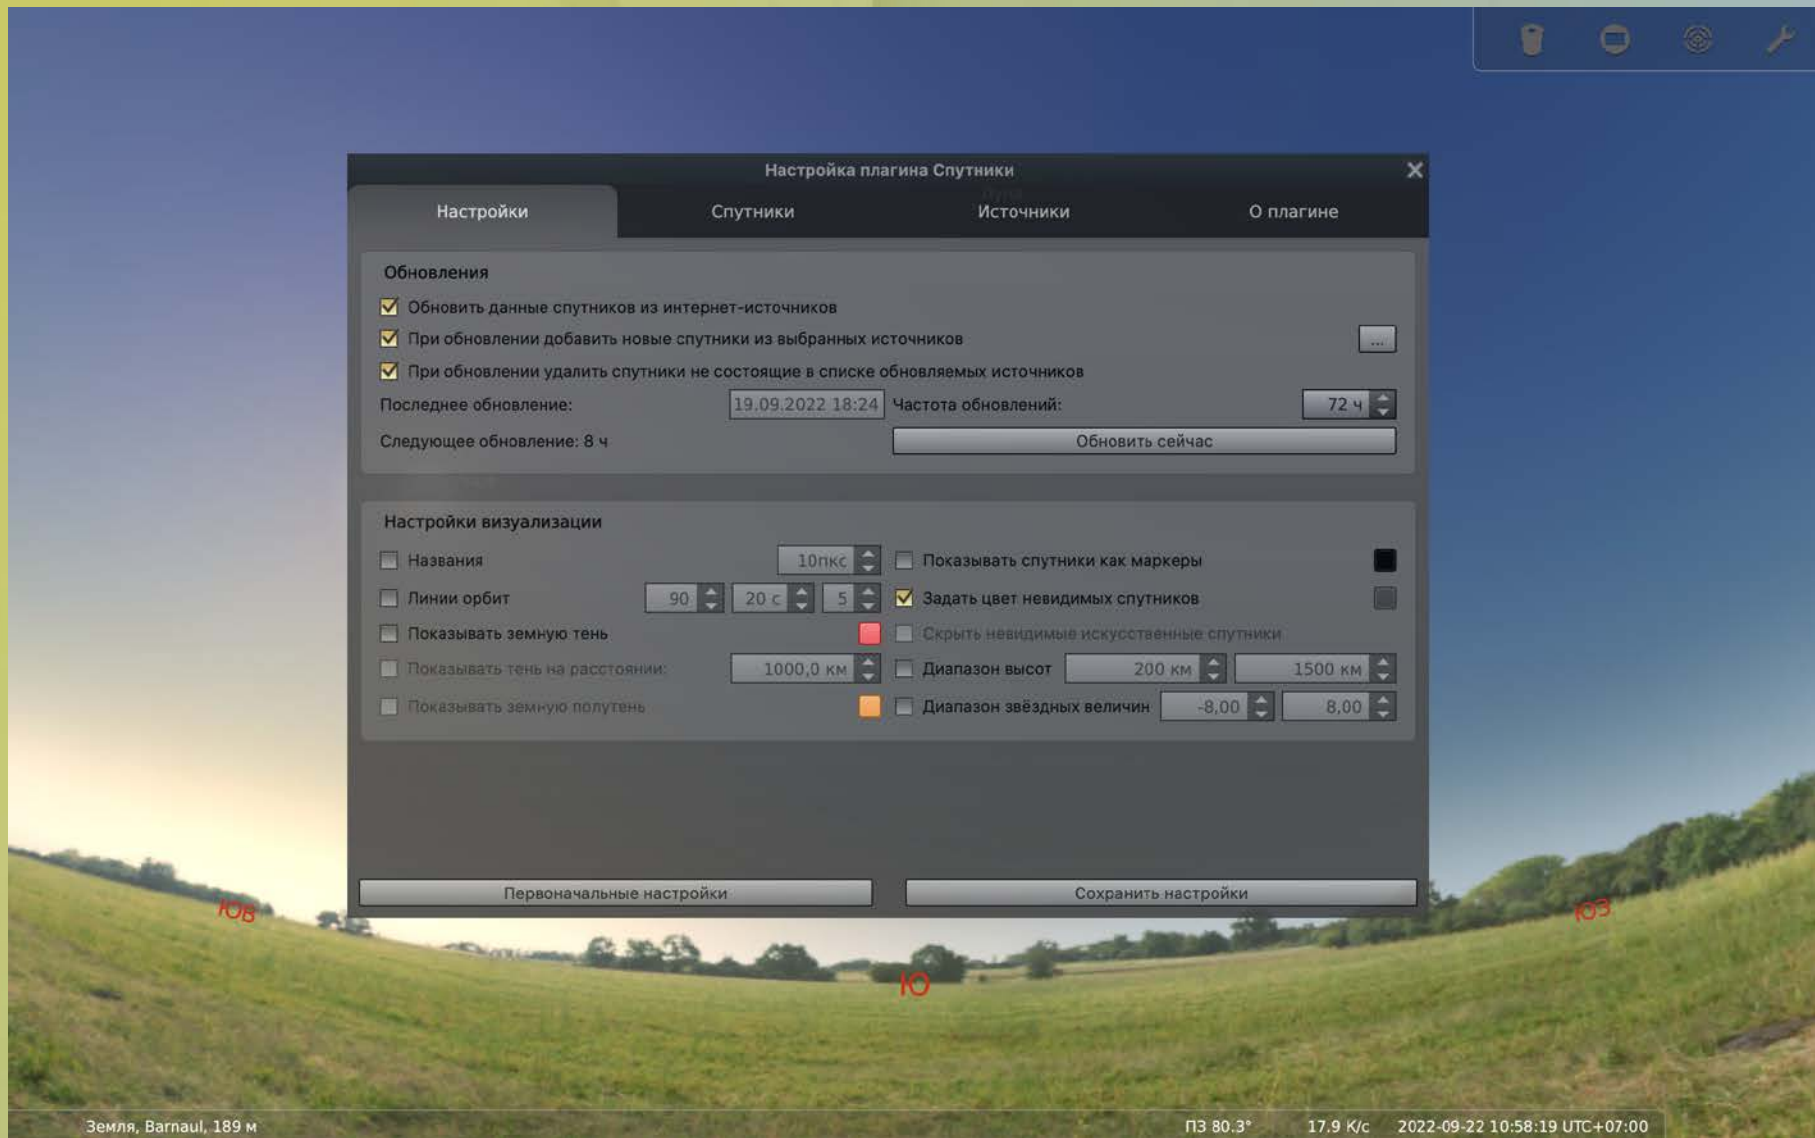 Настройка плагина Спутники
Настройки Спутники Источники О плагине
Обновления
Обновить данные спутников из интернет-источников
При обновлении добавить новые спутники из выбранных источников ...
При обновлении удалить спутники не состоящие в списке обновляемых источников
Последнее обновление: 19.09.2022 18:24 Частота обновлений: 72 ч
Следующее обновление: 8 ч Обновить сейчас
Настройки визуализации
Названия 10пкс Показывать спутники как маркеры
Линии орбит 90 20 с 5 Задать цвет невидимых спутников
Показывать земную тень Скрыть невидимые искусственные спутники
Показывать тень на расстоянии: 1000,0 км Диапазон высот 200 км 1500 км
Показывать земную полутень Диапазон звёздных величин -8,00 8,00
Первоначальные настройки Сохранить настройки
ЮВ ЮЗ
Ю
Земля, Barnaul, 189 м ПЗ 80.3° 17.9 К/с 2022-09-22 10:58:19 UTC+07:00